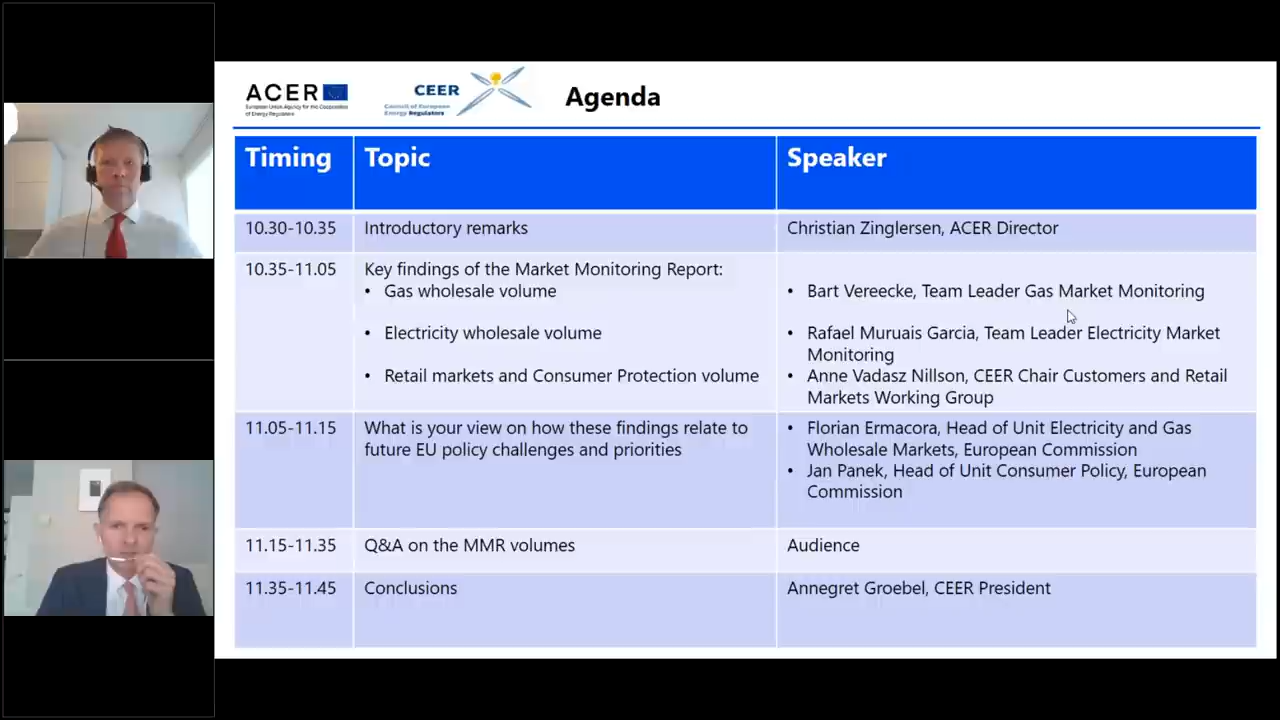 ACER
European Union Agency for the Cooperation
of Energy Regulators
CEER
Council of European
Energy Regulators
Agenda
Timing Topic Speaker
10.30-10.35 Introductory remarks Christian Zinglersen, ACER Director
10.35-11.05 Key findings of the Market Monitoring Report:
• Gas wholesale volume • Bart Vereecke, Team Leader Gas Market Monitoring
• Electricity wholesale volume • Rafael Muruais Garcia, Team Leader Electricity Market
Monitoring
• Retail markets and Consumer Protection volume • Anne Vadasz Nillson, CEER Chair Customers and Retail
Markets Working Group
11.05-11.15 What is your view on how these findings relate to • Florian Ermacora, Head of Unit Electricity and Gas
future EU policy challenges and priorities Wholesale Markets, European Commission
• Jan Panek, Head of Unit Consumer Policy, European
Commission
11.15-11.35 Q&A on the MMR volumes Audience
11.35-11.45 Conclusions Annegret Groebel, CEER President